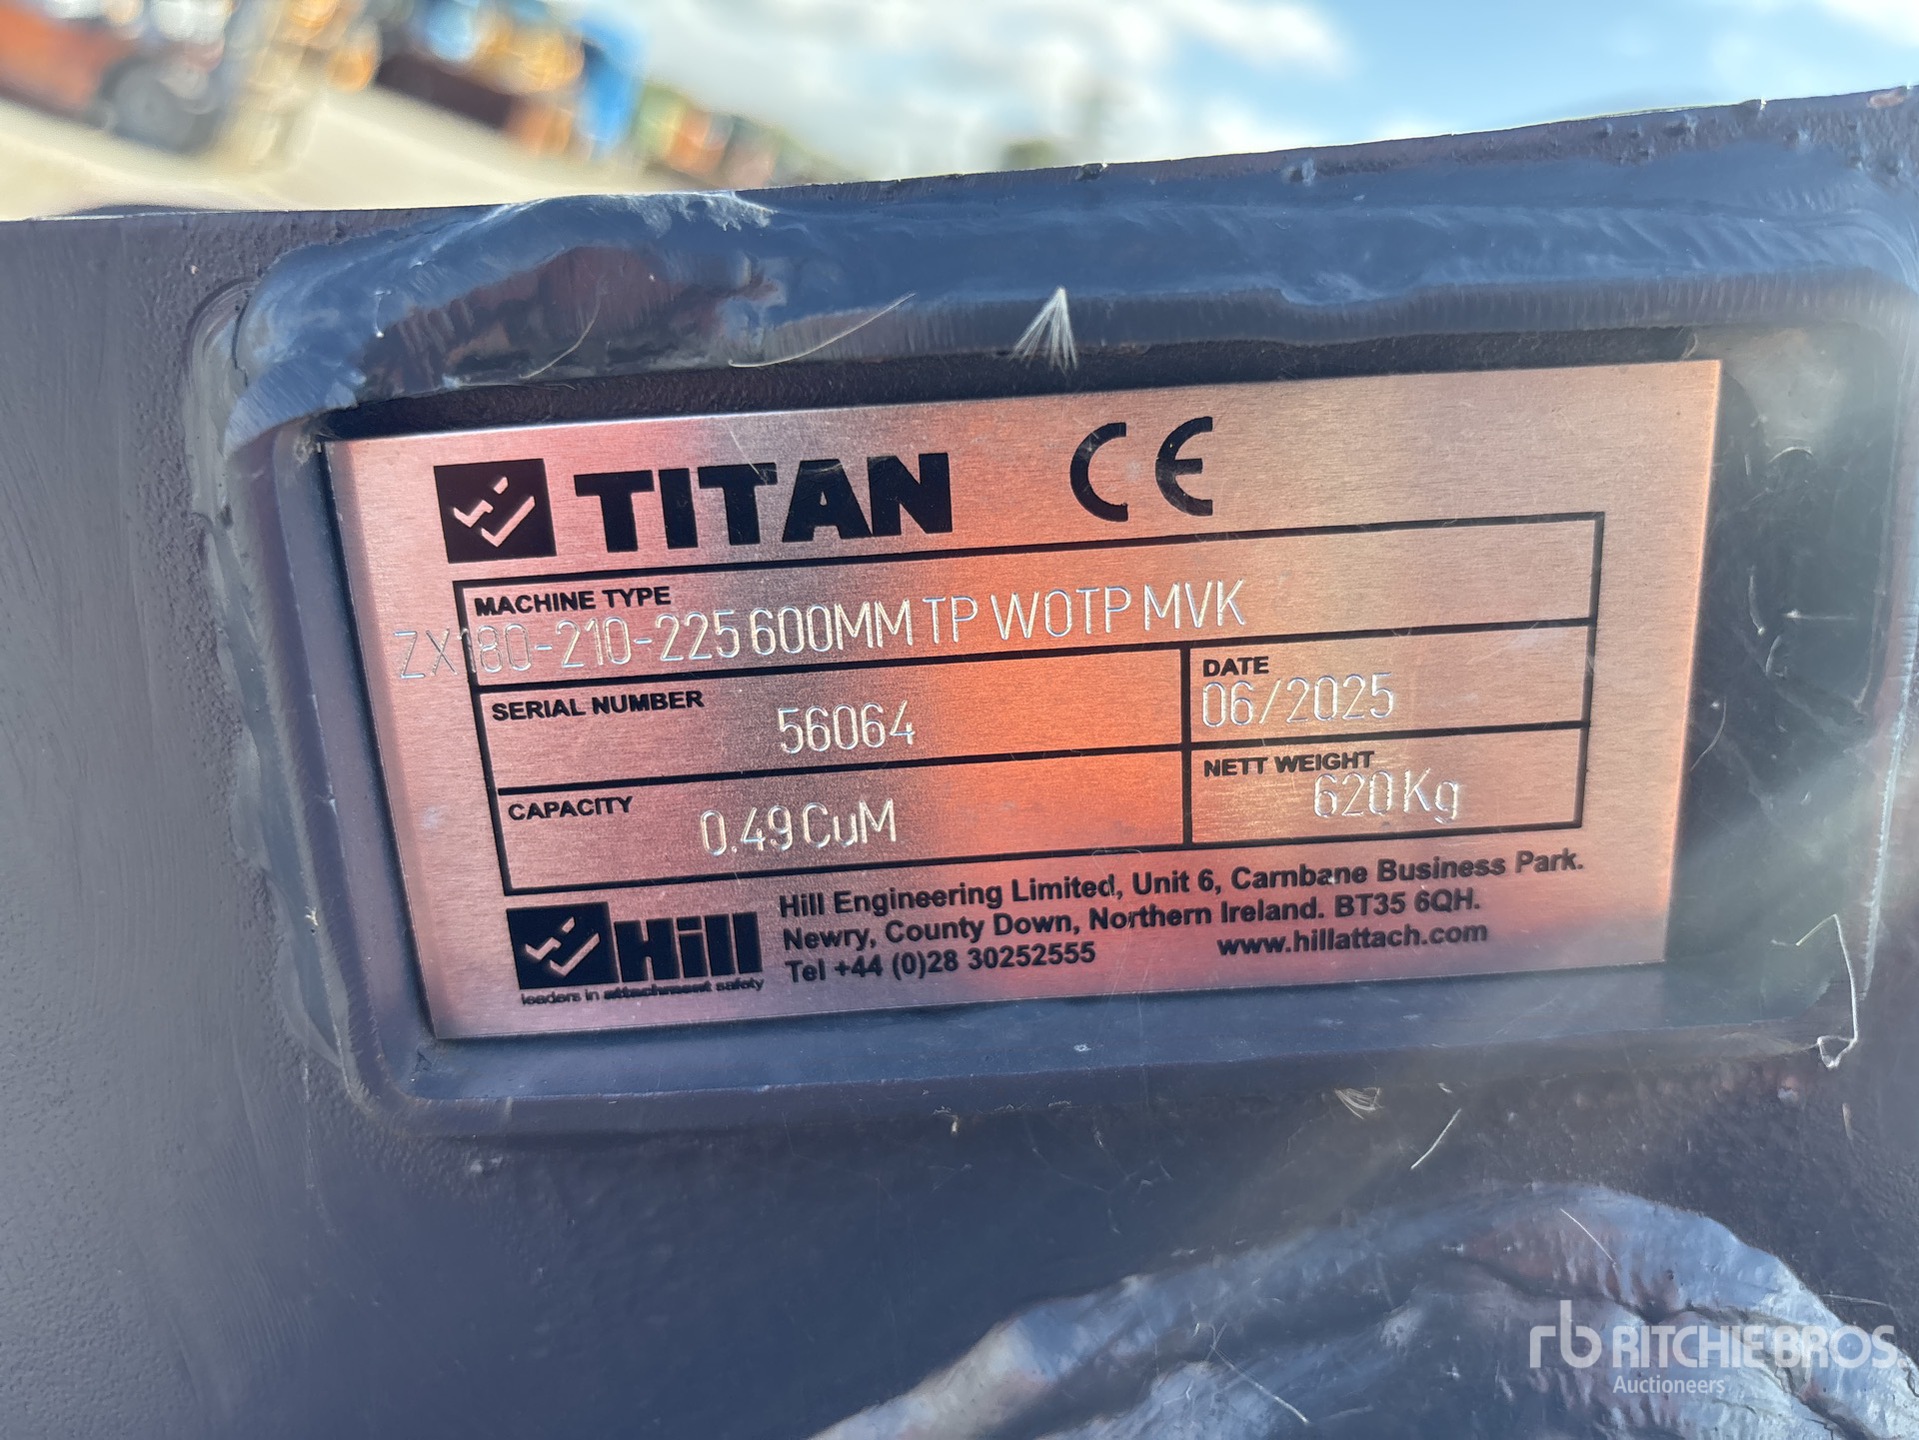 TITAN CE
MACHINE TYPE
ZX180-210-225 600MM TP WOTP MVK
SERIAL NUMBER
56064
DATE
06/2025
CAPACITY
0.49CuM
NETT WEIGHT
620Kg
Hill
leaders in attachment safety
Hill Engineering Limited, Unit 6, Carnbane Business Park.
Newry, County Down, Northern Ireland. BT35 6QH.
Tel +44 (0)28 30252555 www.hillattach.com
rb RITCHIE BROS.
Auctioneers